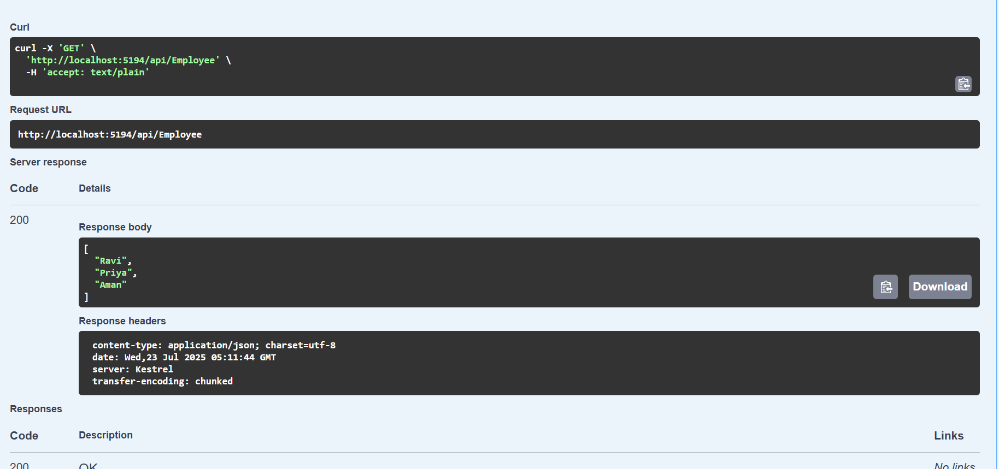 Curl
curl -X 'GET' \
'http://localhost:5194/api/Employee' \
-H 'accept: text/plain'
Request URL
http://localhost:5194/api/Employee
Server response
Code Details
200
Response body
[
"Ravi",
"Priya",
"Aman"
]
Download
Response headers
content-type: application/json; charset=utf-8
date: Wed,23 Jul 2025 05:11:44 GMT
server: Kestrel
transfer-encoding: chunked
Responses
Code Description Links
200 OK No links